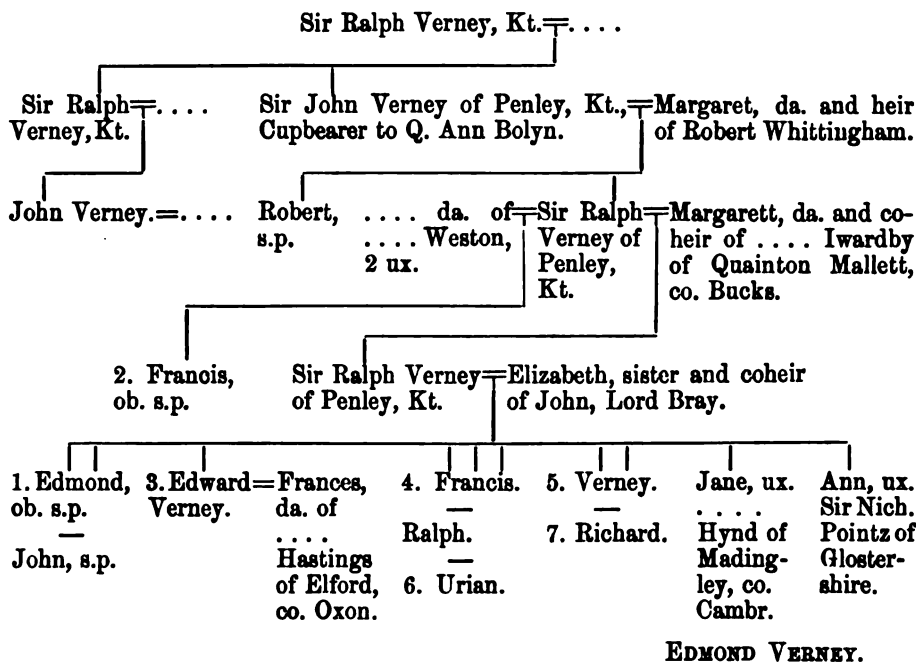 Sir Ralph Verney, Kt.=. . . .
Sir Ralph=. . . .
Verney, Kt.
Sir John Verney of Penley, Kt.,=Margaret, da. and heir
Cupbearer to Q. Ann Bolyn. of Robert Whittingham.
John Verney.=. . . .
Robert,
s.p.
. . . . da. of=Sir Ralph=Margarett, da. and co-
. . . . Weston, Verney of heir of . . . . Iwardby
2 ux. Penley, of Quainton Mallett,
Kt. co. Bucks.
2. Francis,
ob. s.p.
Sir Ralph Verney=Elizabeth, sister and coheir
of Penley, Kt. of John, Lord Bray.
1. Edmond,
ob. s.p.
—
John, s.p.
3. Edward=Frances,
Verney. da. of
. . . .
Hastings
of Elford,
co. Oxon.
4. Francis.
—
Ralph.
—
6. Urian.
5. Verney.
—
7. Richard.
Jane, ux.
. . . .
Hynd of
Mading-
ley, co.
Cambr.
Ann, ux.
Sir Nich.
Pointz of
Gloster-
shire.
EDMOND VERNEY.